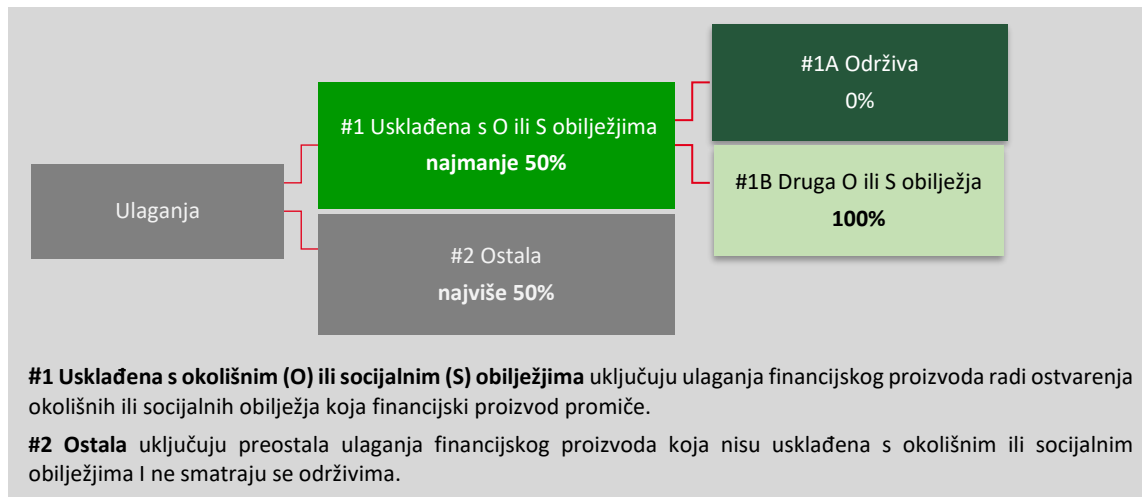 Ulaganja
#1 Usklađena s O ili S obilježjima
najmanje 50%
#2 Ostala
najviše 50%
#1A Održiva
0%
#1B Druga O ili S obilježja
100%
#1 Usklađena s okolišnim (O) ili socijalnim (S) obilježjima uključuju ulaganja financijskog proizvoda radi ostvarenja
okolišnih ili socijalnih obilježja koja financijski proizvod promiče.
#2 Ostala uključuju preostala ulaganja financijskog proizvoda koja nisu usklađena s okolišnim ili socijalnim
obilježjima I ne smatraju se održivima.